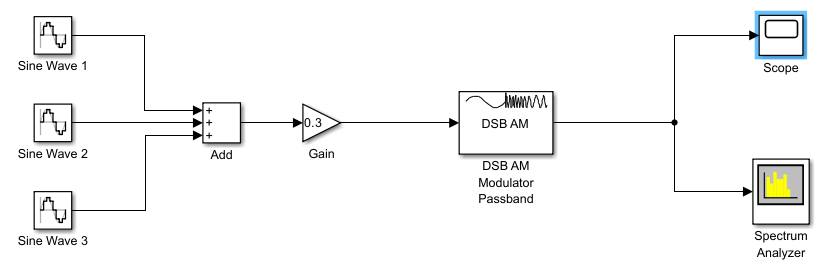 Sine Wave 1
Sine Wave 2
Sine Wave 3
+
+
+
Add
0.3
Gain
DSB AM
DSB AM
Modulator
Passband
Scope
Spectrum
Analyzer